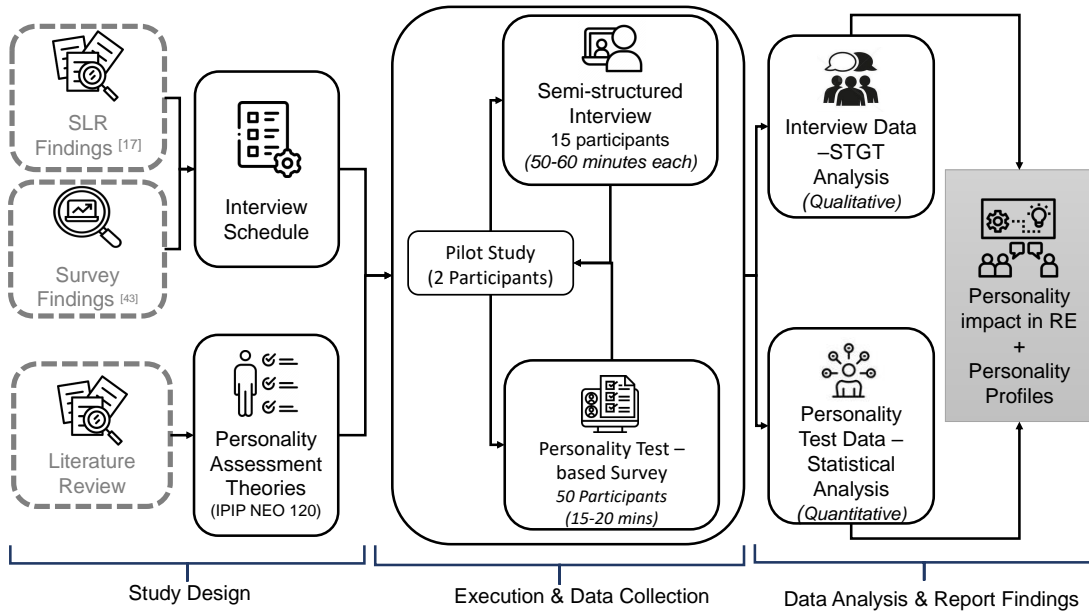 SLR
Findings [17]
Survey
Findings [43]
Literature
Review
Interview
Schedule
Personality
Assessment
Theories
(IPIP NEO 120)
Study Design
Semi-structured
Interview
15 participants
(50-60 minutes each)
Pilot Study
(2 Participants)
Personality Test –
based Survey
50 Participants
(15-20 mins)
Execution & Data Collection
Interview Data
–STGT
Analysis
(Qualitative)
Personality
Test Data –
Statistical
Analysis
(Quantitative)
Personality
impact in RE
+
Personality
Profiles
Data Analysis & Report Findings